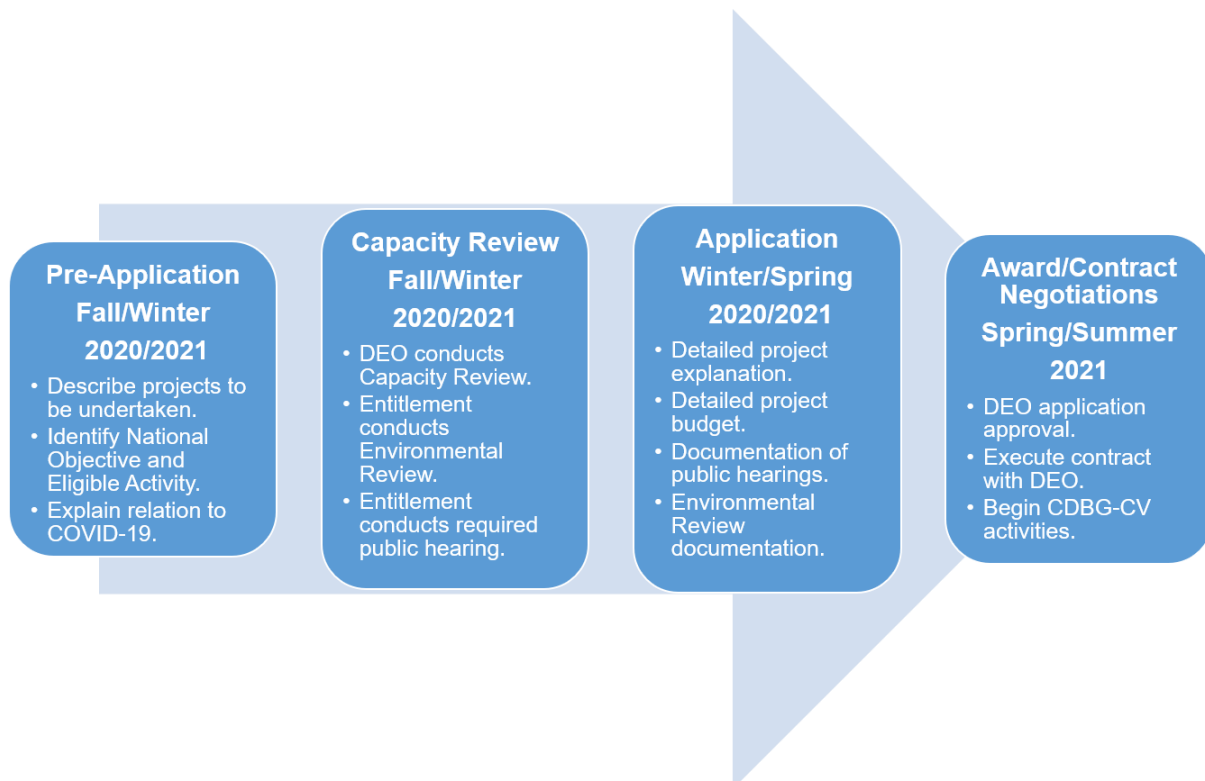 Pre-Application
Fall/Winter
2020/2021
• Describe projects to
be undertaken.
• Identify National
Objective and
Eligible Activity.
• Explain relation to
COVID-19.
Capacity Review
Fall/Winter
2020/2021
• DEO conducts
Capacity Review.
• Entitlement
conducts
Environmental
Review.
• Entitlement
conducts required
public hearing.
Application
Winter/Spring
2020/2021
• Detailed project
explanation.
• Detailed project
budget.
• Documentation of
public hearings.
• Environmental
Review
documentation.
Award/Contract
Negotiations
Spring/Summer
2021
• DEO application
approval.
• Execute contract
with DEO.
• Begin CDBG-CV
activities.